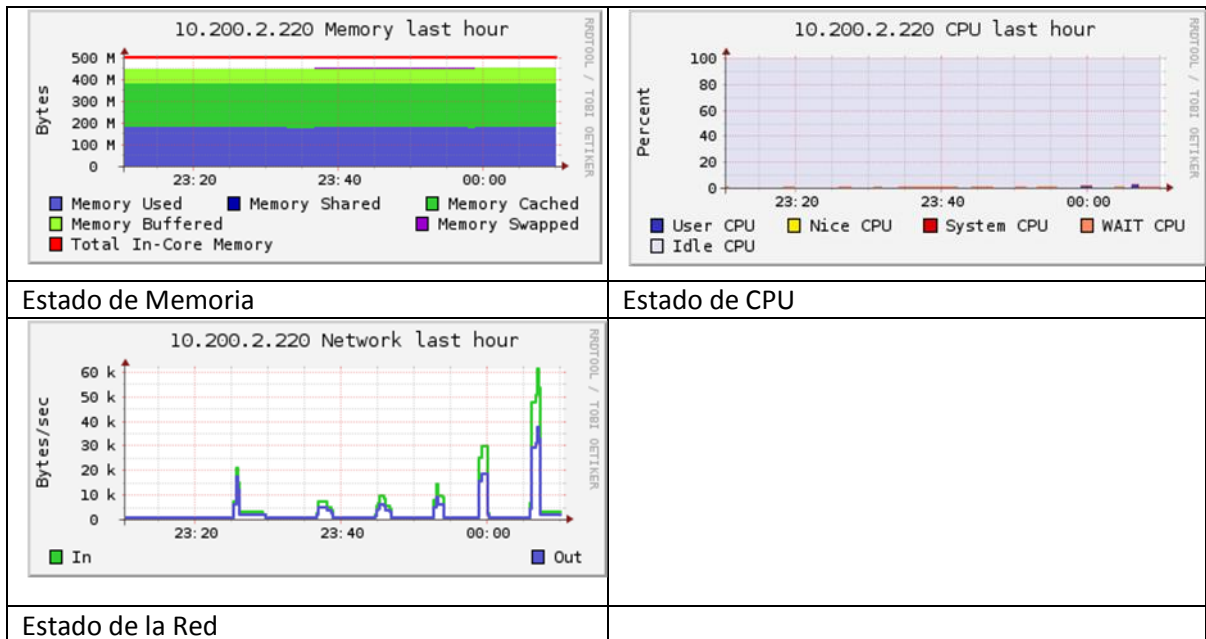 10.200.2.220 Memory last hour
RRDTOOL / TOBI OETIKER
Bytes
500 M
400 M
300 M
200 M
100 M
0
23:20 23:40 00:00
Memory Used Memory Shared Memory Cached
Memory Buffered Memory Swapped
Total In-Core Memory
10.200.2.220 CPU last hour
RRDTOOL / TOBI OETIKER
Percent
100
80
60
40
20
0
23:20 23:40 00:00
User CPU Nice CPU System CPU WAIT CPU
Idle CPU
Estado de Memoria
Estado de CPU
10.200.2.220 Network last hour
RRDTOOL / TOBI OETIKER
Bytes/sec
60 k
50 k
40 k
30 k
20 k
10 k
0
23:20 23:40 00:00
In Out
Estado de la Red